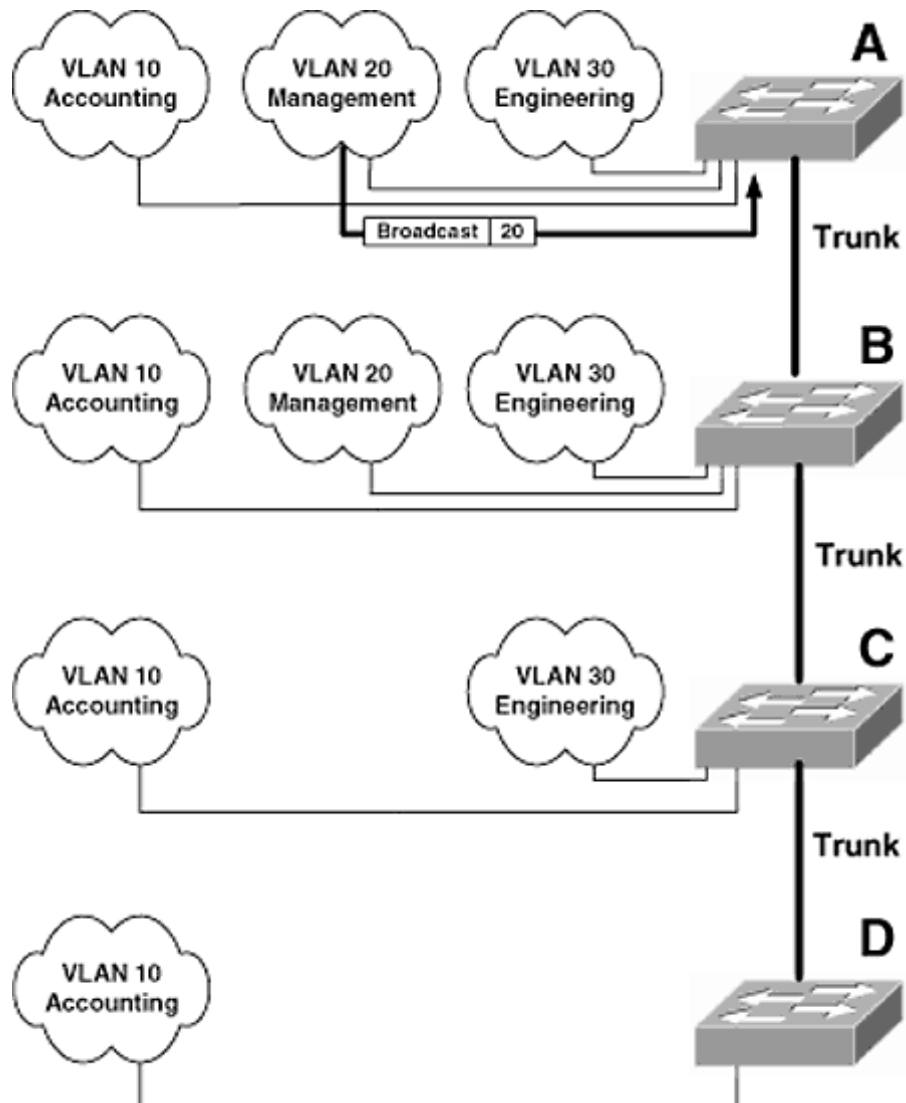 VLAN 10
Accounting
VLAN 20
Management
VLAN 30
Engineering
A
Broadcast 20
Trunk
VLAN 10
Accounting
VLAN 20
Management
VLAN 30
Engineering
B
Trunk
VLAN 10
Accounting
VLAN 30
Engineering
C
Trunk
VLAN 10
Accounting
D